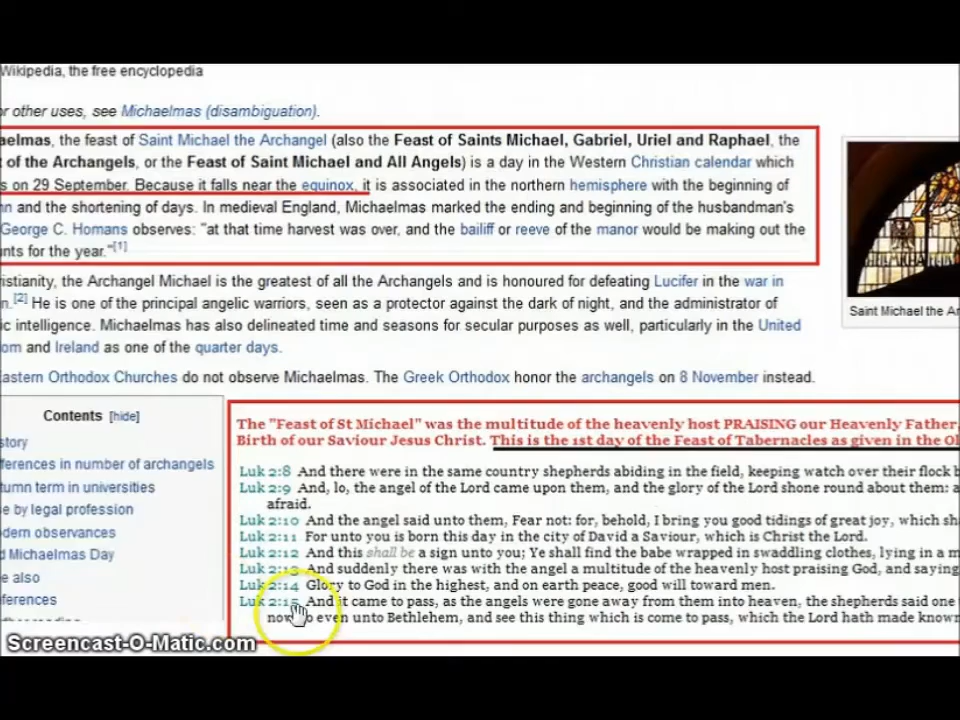 Wikipedia, the free encyclopedia
or other uses, see Michaelmas (disambiguation).
aelmas, the feast of Saint Michael the Archangel (also the Feast of Saints Michael, Gabriel, Uriel and Raphael, the
t of the Archangels, or the Feast of Saint Michael and All Angels) is a day in the Western Christian calendar which
s on 29 September. Because it falls near the equinox, it is associated in the northern hemisphere with the beginning of
nn and the shortening of days. In medieval England, Michaelmas marked the ending and beginning of the husbandman's
George C. Homans observes: "at that time harvest was over, and the bailiff or reeve of the manor would be making out the
nts for the year."[1]
ristianity, the Archangel Michael is the greatest of all the Archangels and is honoured for defeating Lucifer in the war in
n.[2] He is one of the principal angelic warriors, seen as a protector against the dark of night, and the administrator of
ic intelligence. Michaelmas has also delineated time and seasons for secular purposes as well, particularly in the United
om and Ireland as one of the quarter days.
Saint Michael the Ar
Eastern Orthodox Churches do not observe Michaelmas. The Greek Orthodox honor the archangels on 8 November instead.
Contents [hide]
story
fferences in number of archangels
tumn term in universities
se by legal profession
odern observances
d Michaelmas Day
e also
ferences
The "Feast of St Michael" was the multitude of the heavenly host PRAISING our Heavenly Father,
Birth of our Saviour Jesus Christ. This is the 1st day of the Feast of Tabernacles as given in the Ol
Luk 2:8 And there were in the same country shepherds abiding in the field, keeping watch over their flock b
Luk 2:9 And, lo, the angel of the Lord came upon them, and the glory of the Lord shone round about them: a
afraid.
Luk 2:10 And the angel said unto them, Fear not: for, behold, I bring you good tidings of great joy, which sh
Luk 2:11 For unto you is born this day in the city of David a Saviour, which is Christ the Lord.
Luk 2:12 And this shall be a sign unto you; Ye shall find the babe wrapped in swaddling clothes, lying in a m
Luk 2:13 And suddenly there was with the angel a multitude of the heavenly host praising God, and saying
Luk 2:14 Glory to God in the highest, and on earth peace, good will toward men.
Luk 2:15 And it came to pass, as the angels were gone away from them into heaven, the shepherds said one
now go even unto Bethlehem, and see this thing which is come to pass, which the Lord hath made known
Screencast-O-Matic.com